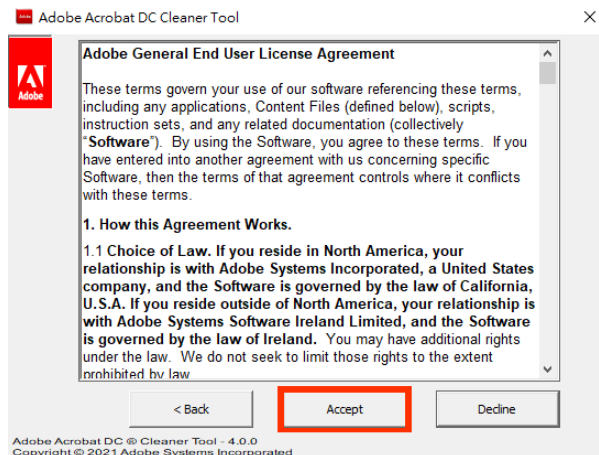 Adobe Acrobat DC Cleaner Tool
Adobe
Adobe General End User License Agreement
These terms govern your use of our software referencing these terms,
including any applications, Content Files (defined below), scripts,
instruction sets, and any related documentation (collectively
"Software"). By using the Software, you agree to these terms. If you
have entered into another agreement with us concerning specific
Software, then the terms of that agreement controls where it conflicts
with these terms.
1. How this Agreement Works.
1.1 Choice of Law. If you reside in North America, your
relationship is with Adobe Systems Incorporated, a United States
company, and the Software is governed by the law of California,
U.S.A. If you reside outside of North America, your relationship is
with Adobe Systems Software Ireland Limited, and the Software
is governed by the law of Ireland. You may have additional rights
under the law. We do not seek to limit those rights to the extent
prohibited by law
< Back
Accept
Decline
Adobe Acrobat DC ® Cleaner Tool - 4.0.0
Copyright © 2021 Adobe Systems Incorporated